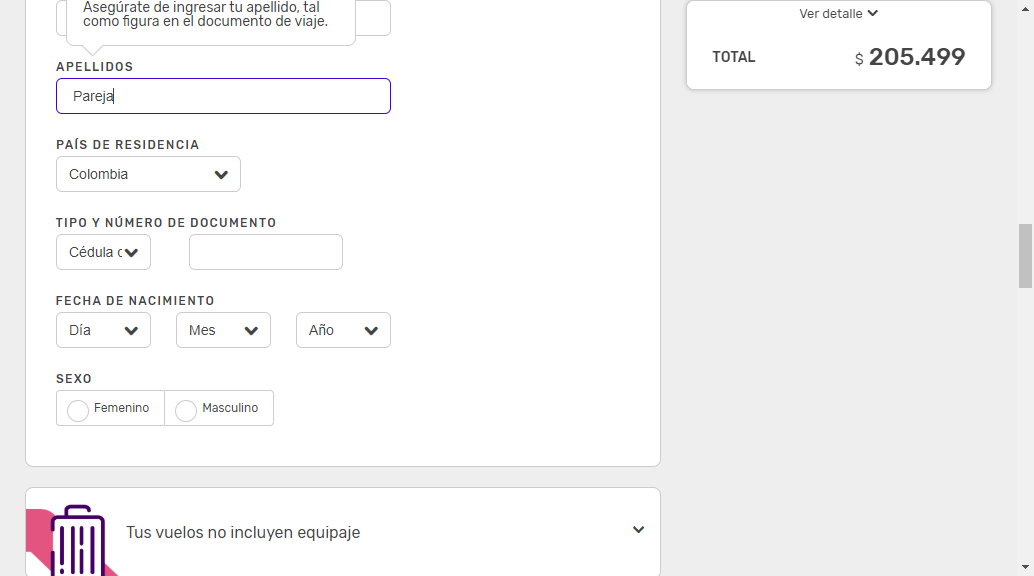 Asegúrate de ingresar tu apellido, tal
como figura en el documento de viaje.
APELLIDOS
Pareja
PAÍS DE RESIDENCIA
Colombia
TIPO Y NÚMERO DE DOCUMENTO
Cédula c
FECHA DE NACIMIENTO
Día Mes Año
SEXO
Femenino Masculino
Tus vuelos no incluyen equipaje
Ver detalle
TOTAL $ 205.499